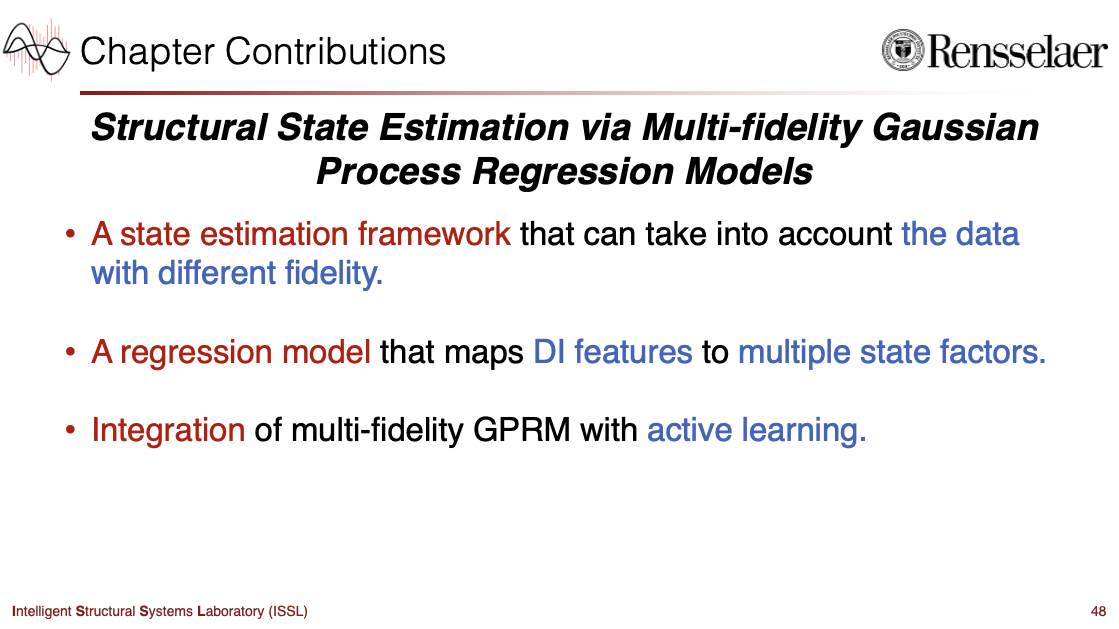 Chapter Contributions
Rensselaer
Structural State Estimation via Multi-fidelity Gaussian
Process Regression Models
• A state estimation framework that can take into account the data
with different fidelity.
• A regression model that maps DI features to multiple state factors.
• Integration of multi-fidelity GPRM with active learning.
Intelligent Structural Systems Laboratory (ISSL)
48